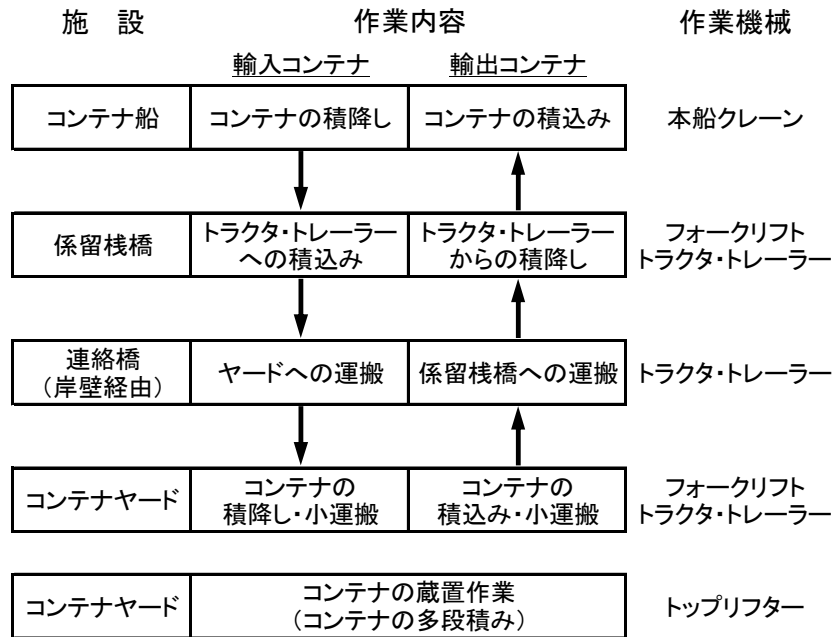 施　設　作業内容　作業機械
輸入コンテナ　輸出コンテナ
コンテナ船　コンテナの積降し　コンテナの積込み　本船クレーン
係留桟橋
トラクタ・トレーラー
への積込み
トラクタ・トレーラー
からの積降し
フォークリフト
トラクタ・トレーラー
連絡橋
（岸壁経由）
ヤードへの運搬
係留桟橋への運搬
トラクタ・トレーラー
コンテナヤード
コンテナの
積降し・小運搬
コンテナの
積込み・小運搬
フォークリフト
トラクタ・トレーラー
コンテナヤード
コンテナの蔵置作業
（コンテナの多段積み）
トップリフター